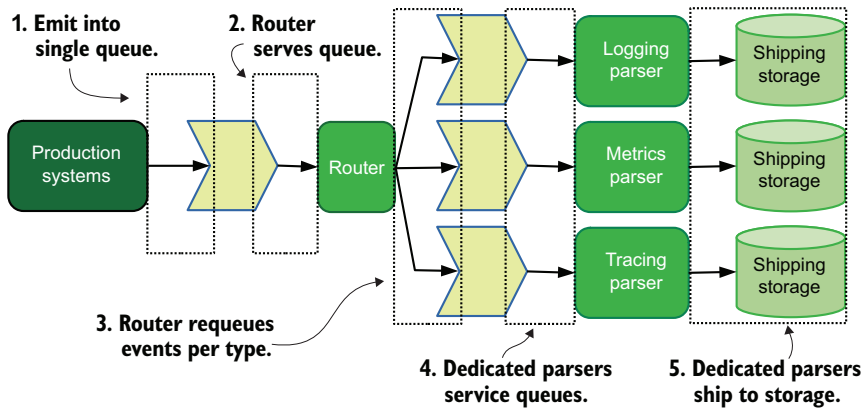 1. Emit into
single queue.
2. Router
serves queue.
Production
systems
Router
Logging
parser
Shipping
storage
Metrics
parser
Shipping
storage
Tracing
parser
Shipping
storage
3. Router requeues
events per type.
4. Dedicated parsers
service queues.
5. Dedicated parsers
ship to storage.